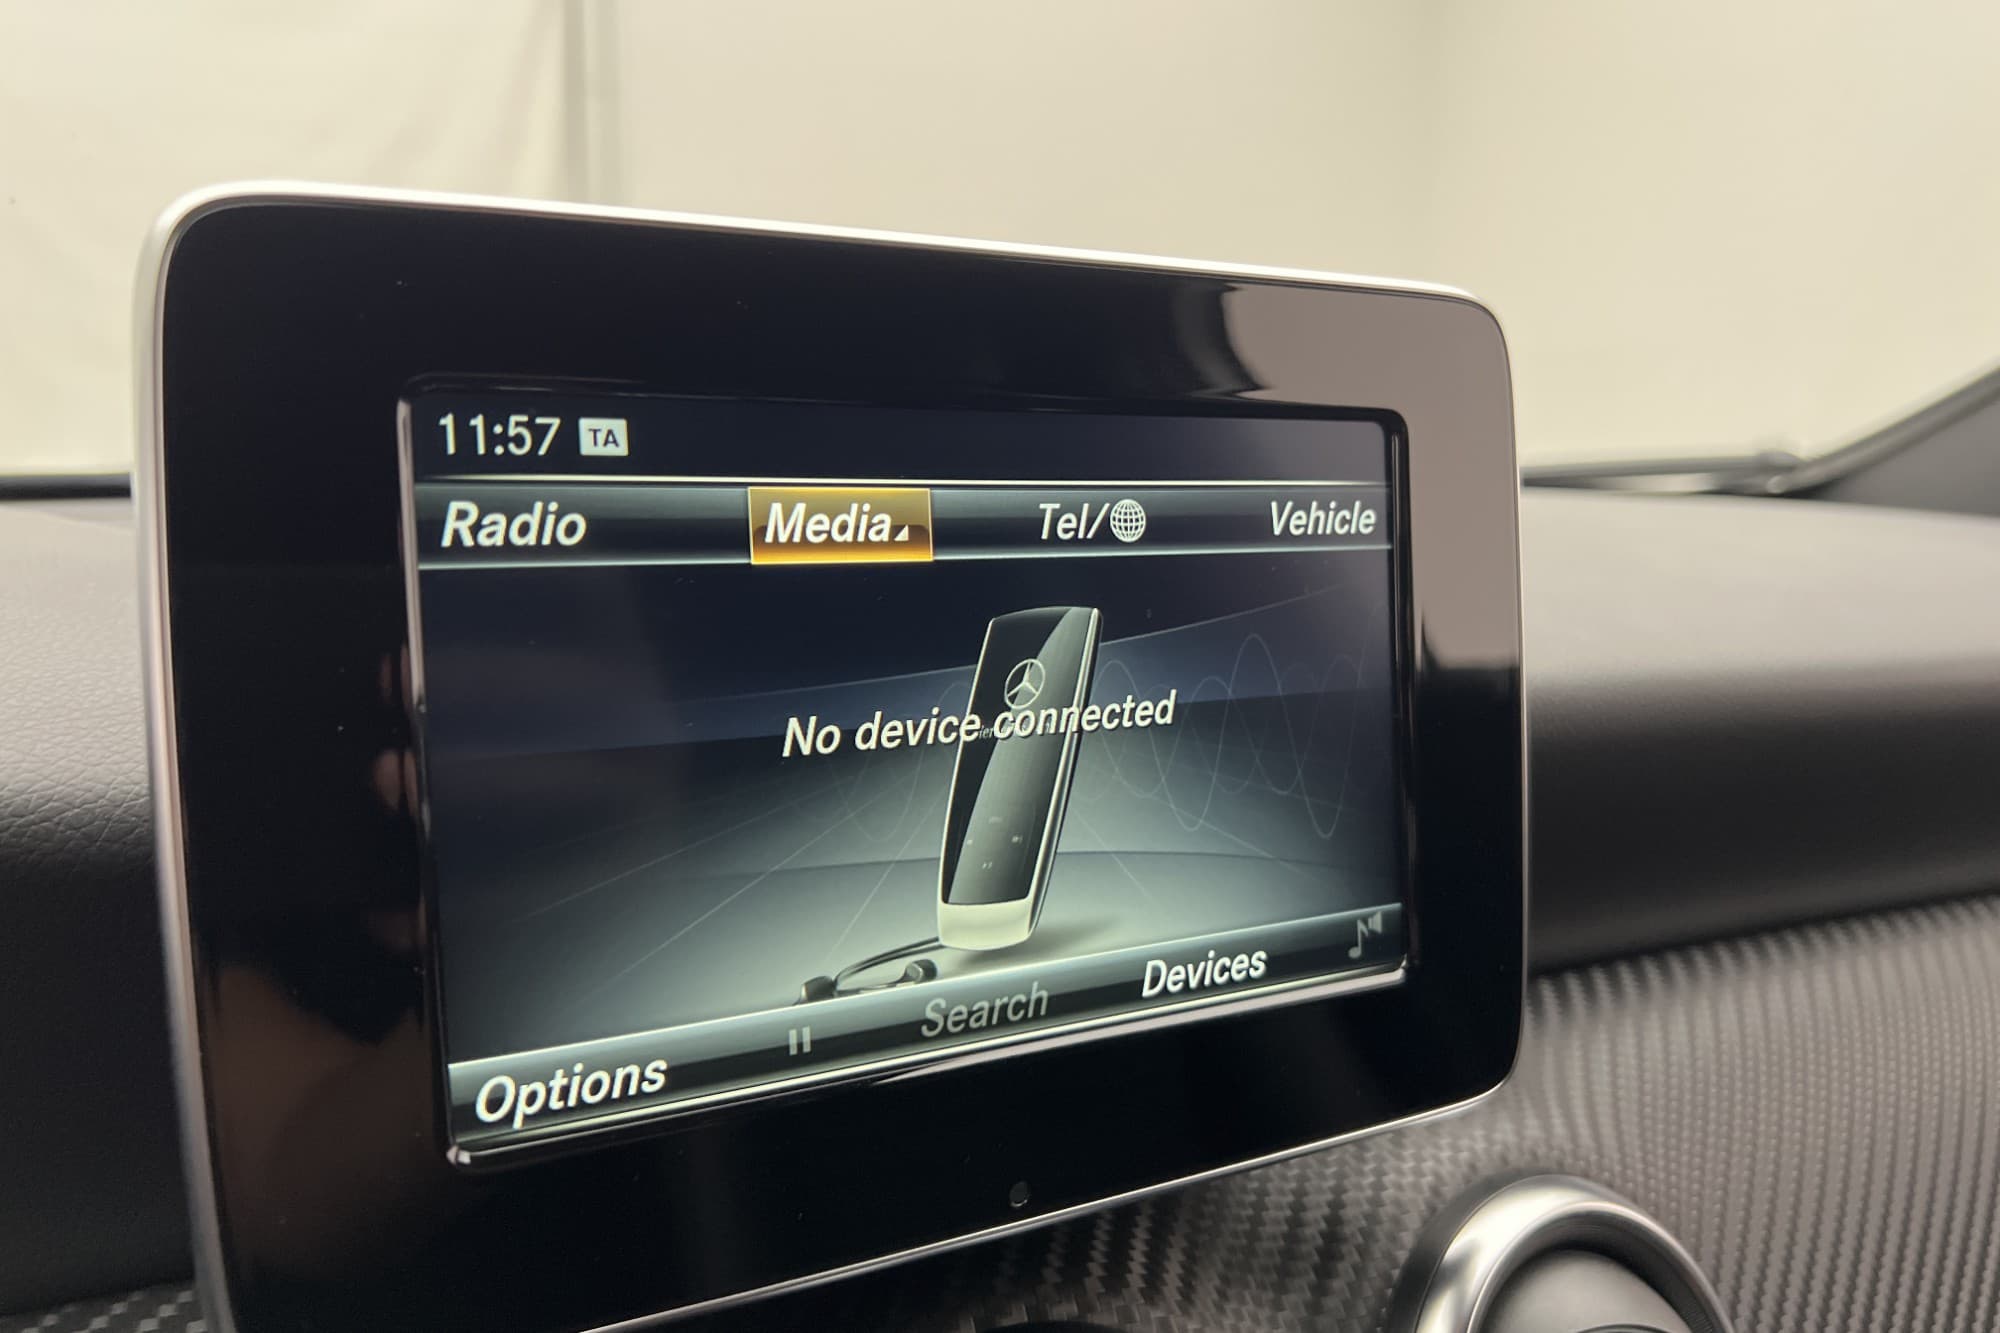 11:57 TA
Radio Media Tel/ Vehicle
No device connected
Options Search Devices